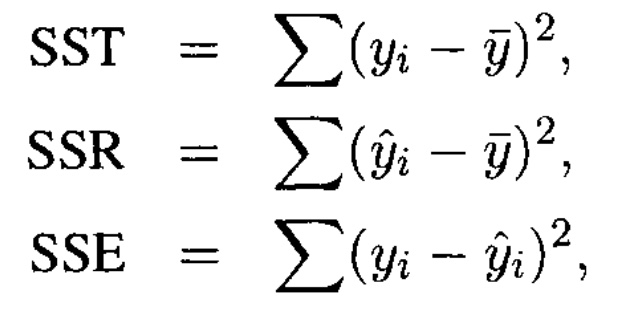 SST = ∑(yᵢ − ȳ)²,
SSR = ∑(ŷᵢ − ȳ)²,
SSE = ∑(yᵢ − ŷᵢ)²,